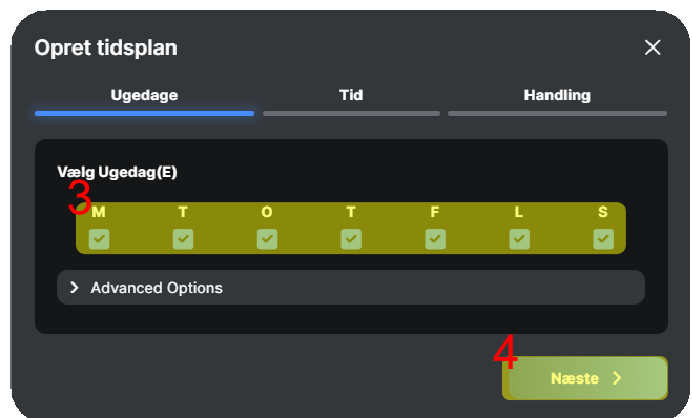 Opret tidsplan
Ugedage Tid Handling
Vælg Ugedag(E)
3
M T O T F L S
Advanced Options
4
Næste